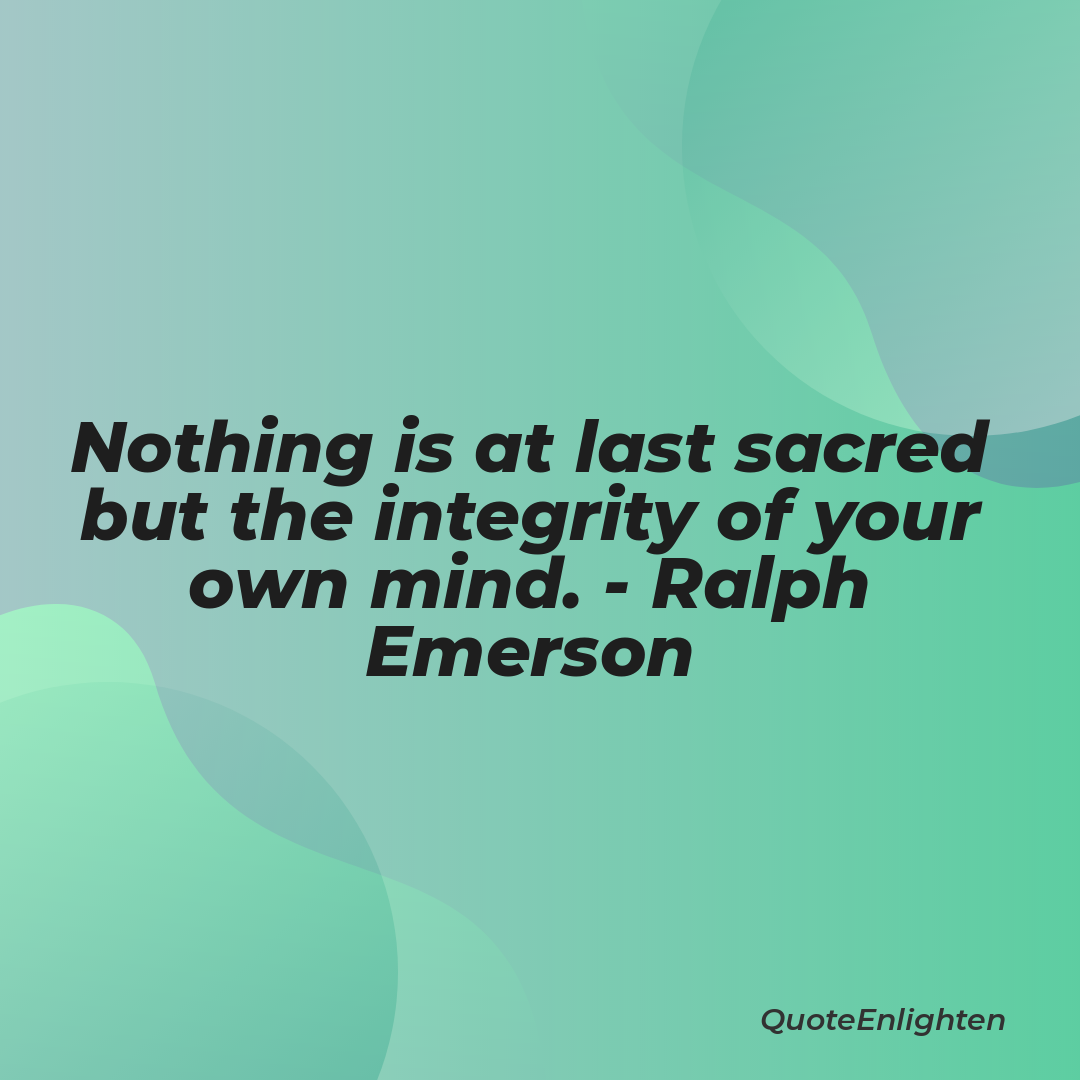 Nothing is at last sacred
but the integrity of your
own mind. - Ralph
Emerson
QuoteEnlighten